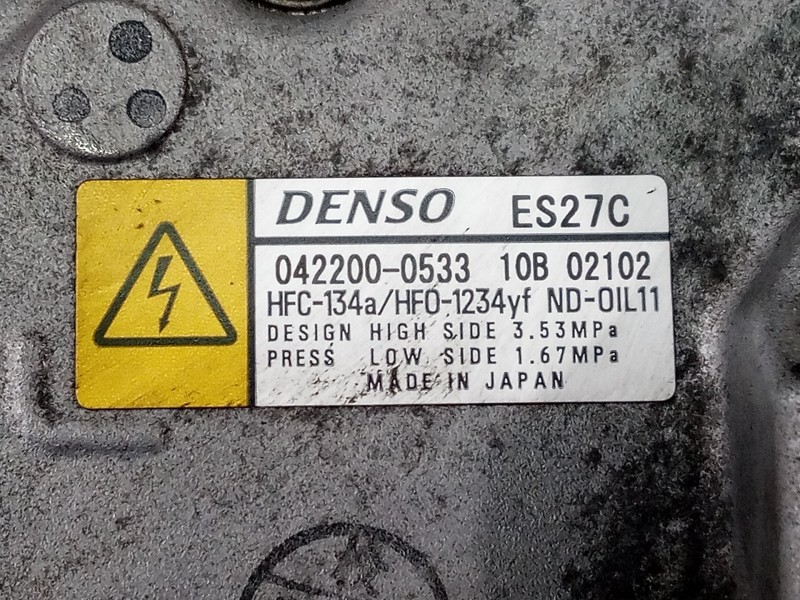 DENSO ES27C
042200-0533 10B 02102
HFC-134a/HFO-1234yf ND-OIL11
DESIGN HIGH SIDE 3.53MPa
PRESS LOW SIDE 1.67MPa
MADE IN JAPAN